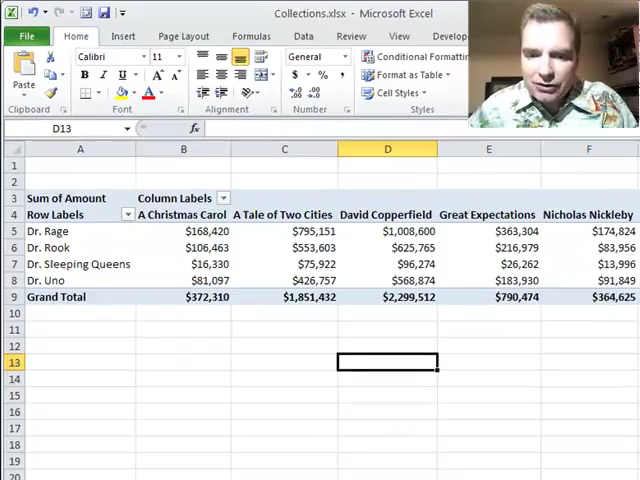 Collections.xlsx - Microsoft Excel
File Home Insert Page Layout Formulas Data Review View
Calibri 11 General Conditional Formatting
B I U A $ % , Format as Table
Paste Cell Styles
Clipboard Font Alignment Number Styles
D13 fx
A B C D E F
1
2
3 Sum of Amount Column Labels
4 Row Labels A Christmas Carol A Tale of Two Cities David Copperfield Great Expectations Nicholas Nickleby
5 Dr. Rage $168,420 $795,151 $1,008,600 $363,304 $174,824
6 Dr. Rook $106,463 $553,603 $625,765 $216,979 $83,956
7 Dr. Sleeping Queens $16,330 $75,922 $96,274 $26,262 $13,996
8 Dr. Uno $81,097 $426,757 $568,874 $183,930 $91,849
9 Grand Total $372,310 $1,851,432 $2,299,512 $790,474 $364,625
10
11
12
13
14
15
16
17
18
19
20